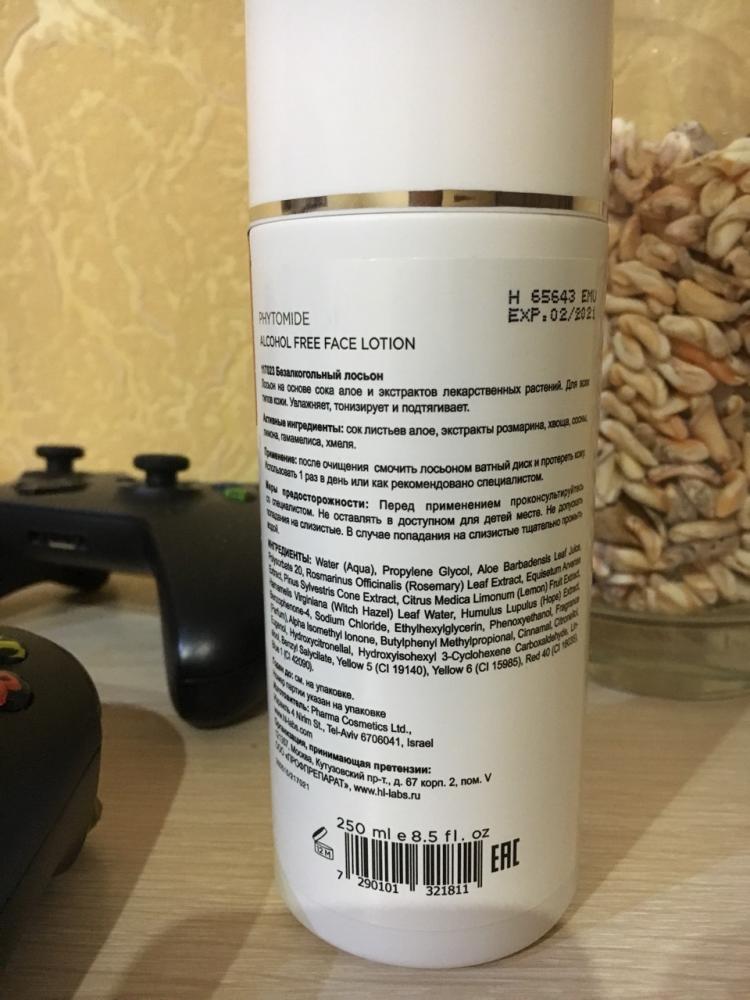 H 65643 EMU
EXP.02/2021
PHYTOMIDE
ALCOHOL FREE FACE LOTION
117023 Безалкогольный лосьон
Лосьон на основе сока алое и экстрактов лекарственных растений. Для всех
типов кожи. Увлажняет, тонизирует и подтягивает.
Активные ингредиенты: сок листьев алое, экстракты розмарина, хвоща, сосны,
лимона, гамамелиса, хмеля.
Применение: после очищения смочить лосьоном ватный диск и протереть кожу.
Использовать 1 раз в день или как рекомендовано специалистом.
Меры предосторожности: Перед применением проконсультируйтесь
со специалистом. Не оставлять в доступном для детей месте. Не допускать
попадания на слизистые. В случае попадания на слизистые тщательно промыть
водой.
ИНГРЕДИЕНТЫ: Water (Aqua), Propylene Glycol, Aloe Barbadensis Leaf Juice,
Polysorbate 20, Rosmarinus Officinalis (Rosemary) Leaf Extract, Equisetum Arvense
Extract, Pinus Sylvestris Cone Extract, Citrus Medica Limonum (Lemon) Fruit Extract,
Hamamelis Virginiana (Witch Hazel) Leaf Water, Humulus Lupulus (Hops) Extract,
Benzophenone-4, Sodium Chloride, Ethylhexylglycerin, Phenoxyethanol, Fragrance
(Parfum), Alpha Isomethyl Ionone, Butylphenyl Methylpropional, Cinnamal, Citronellol,
Eugenol, Hydroxycitronellal, Hydroxyisohexyl 3-Cyclohexene Carboxaldehyde,
Benzyl Salicylate, Yellow 5 (CI 19140), Yellow 6 (CI 15985), Red 40
Blue 1 (CI 42090).
Годен до: см. на упаковке.
Номер партии указан на упаковке
Изготовитель: Pharma Cosmetics Ltd.,
4 Nirim St., Tel-Aviv 6706041, Israel
www.hl-labs.com
Организация, принимающая претензии:
121087, Москва, Кутузовский пр-т., д. 67 корп. 2, пом. V
ООО «ПРОФПРЕПАРАТ», www.hl-labs.ru
250 ml e 8.5 fl. oz
12 M
EAC
7 290101 321811